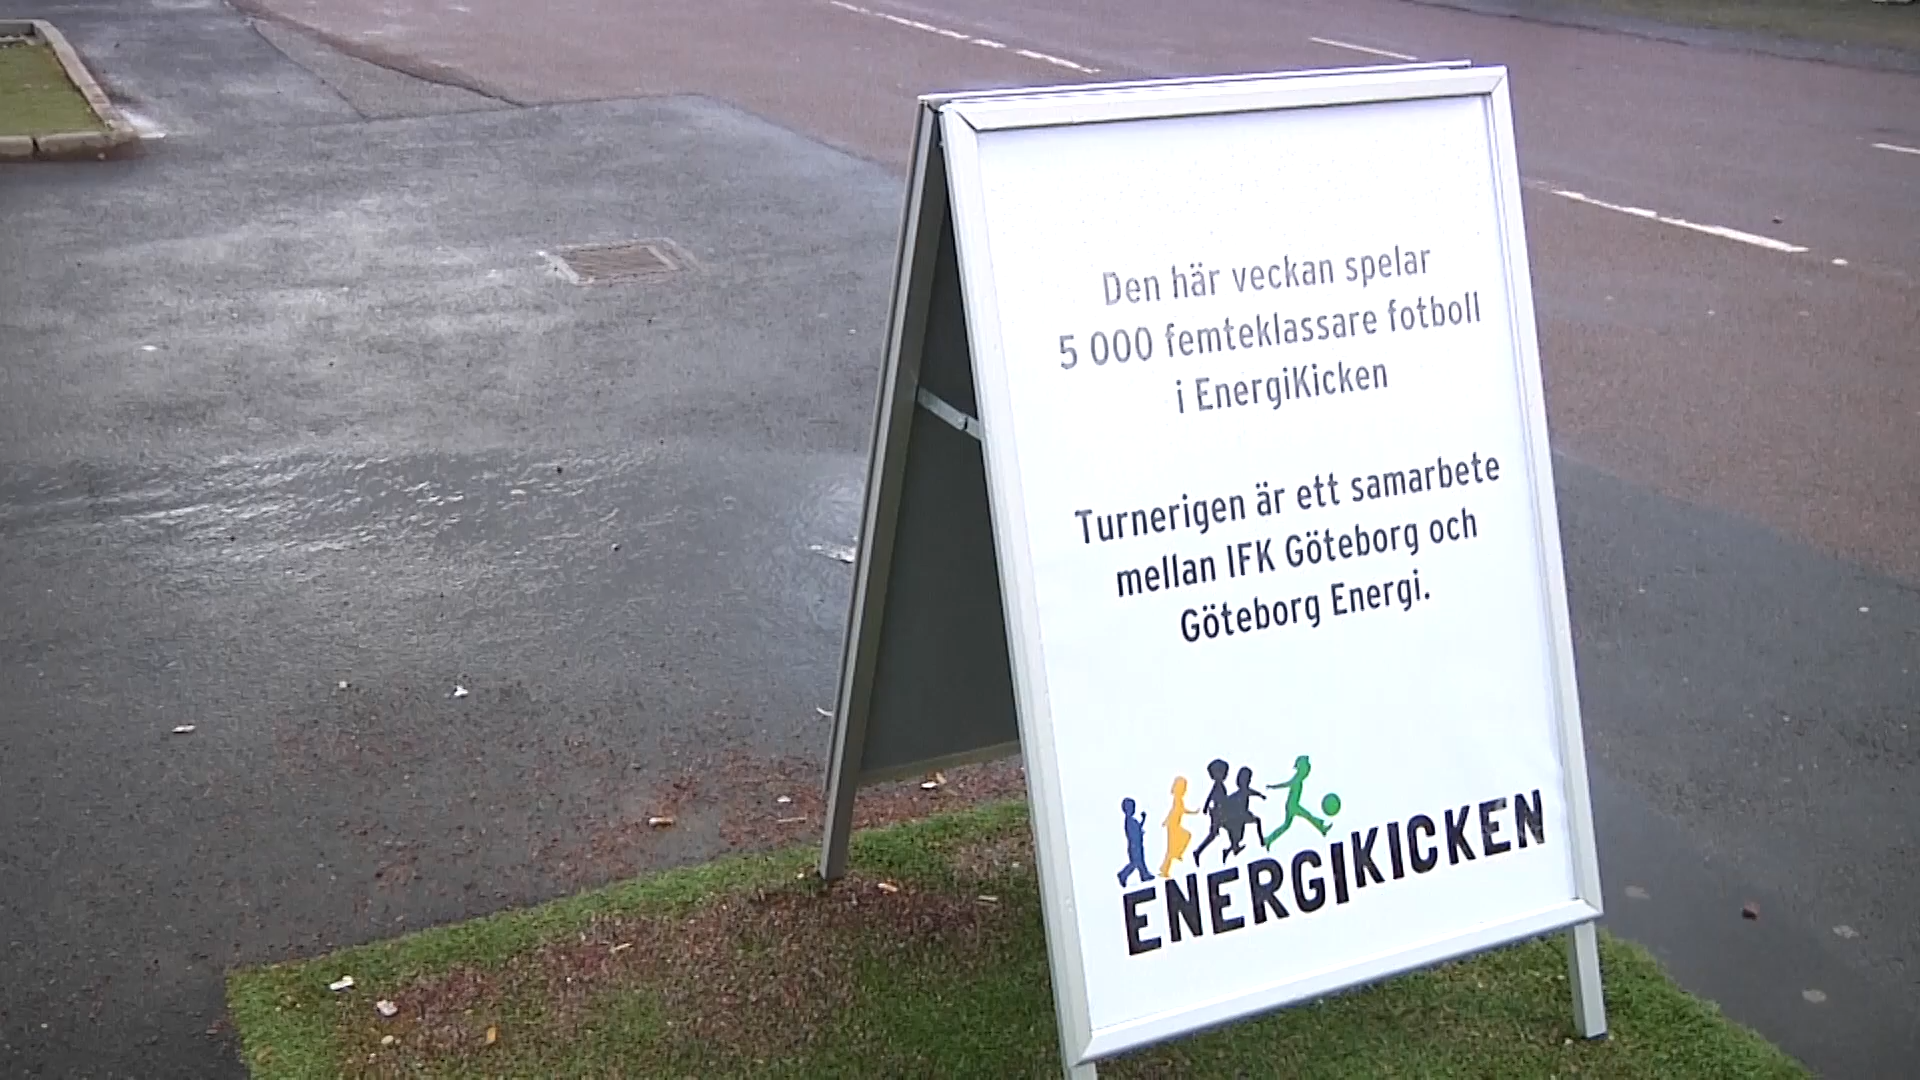 Den här veckan spelar
5 000 femteklassare fotboll
i EnergiKicken
Turnerigen är ett samarbete
mellan IFK Göteborg och
Göteborg Energi.
ENERGIKICKEN